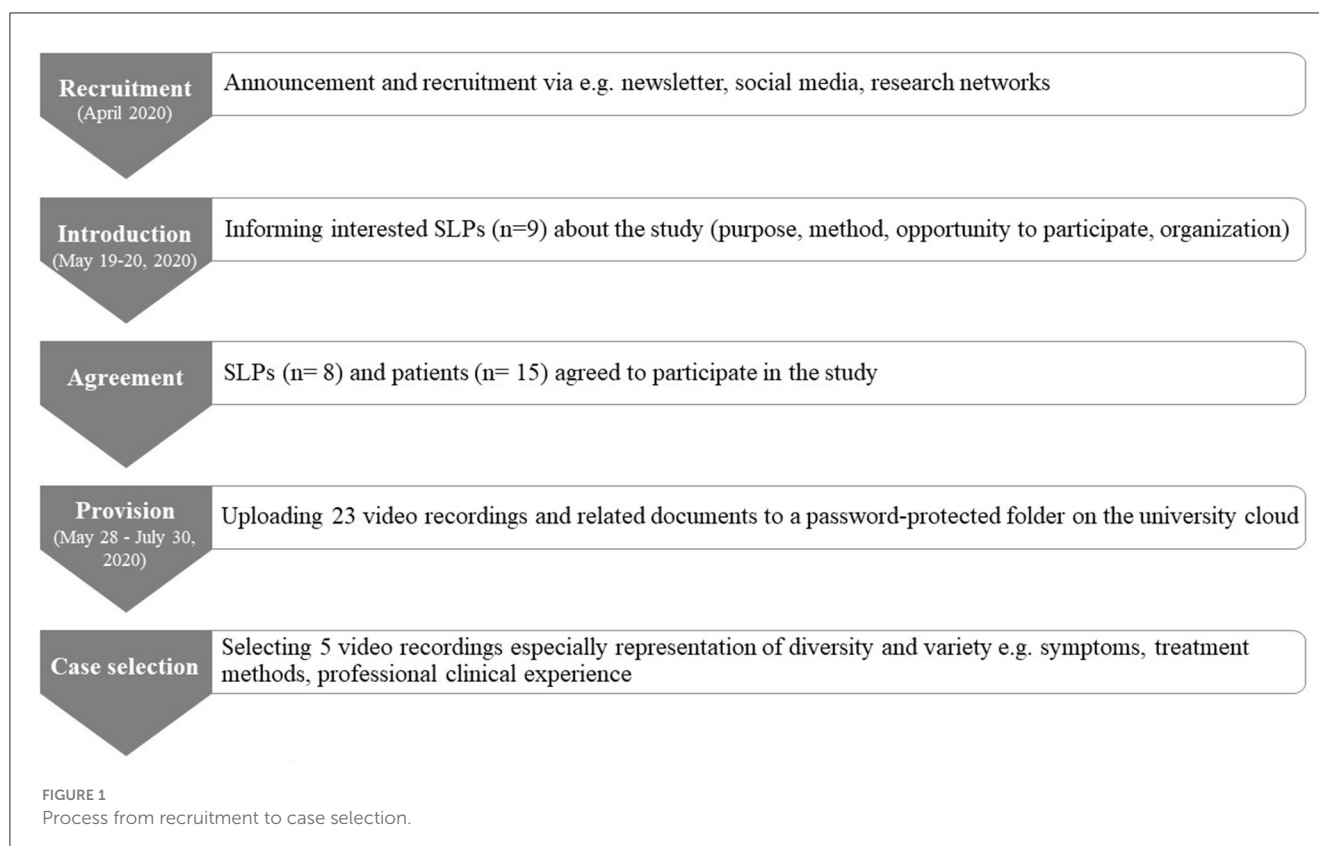 Recruitment
(April 2020)
Announcement and recruitment via e.g. newsletter, social media, research networks
Introduction
(May 19-20, 2020)
Informing interested SLPs (n=9) about the study (purpose, method, opportunity to participate, organization)
Agreement
SLPs (n= 8) and patients (n= 15) agreed to participate in the study
Provision
(May 28 - July 30,
2020)
Uploading 23 video recordings and related documents to a password-protected folder on the university cloud
Case selection
Selecting 5 video recordings especially representation of diversity and variety e.g. symptoms, treatment
methods, professional clinical experience
FIGURE 1
Process from recruitment to case selection.